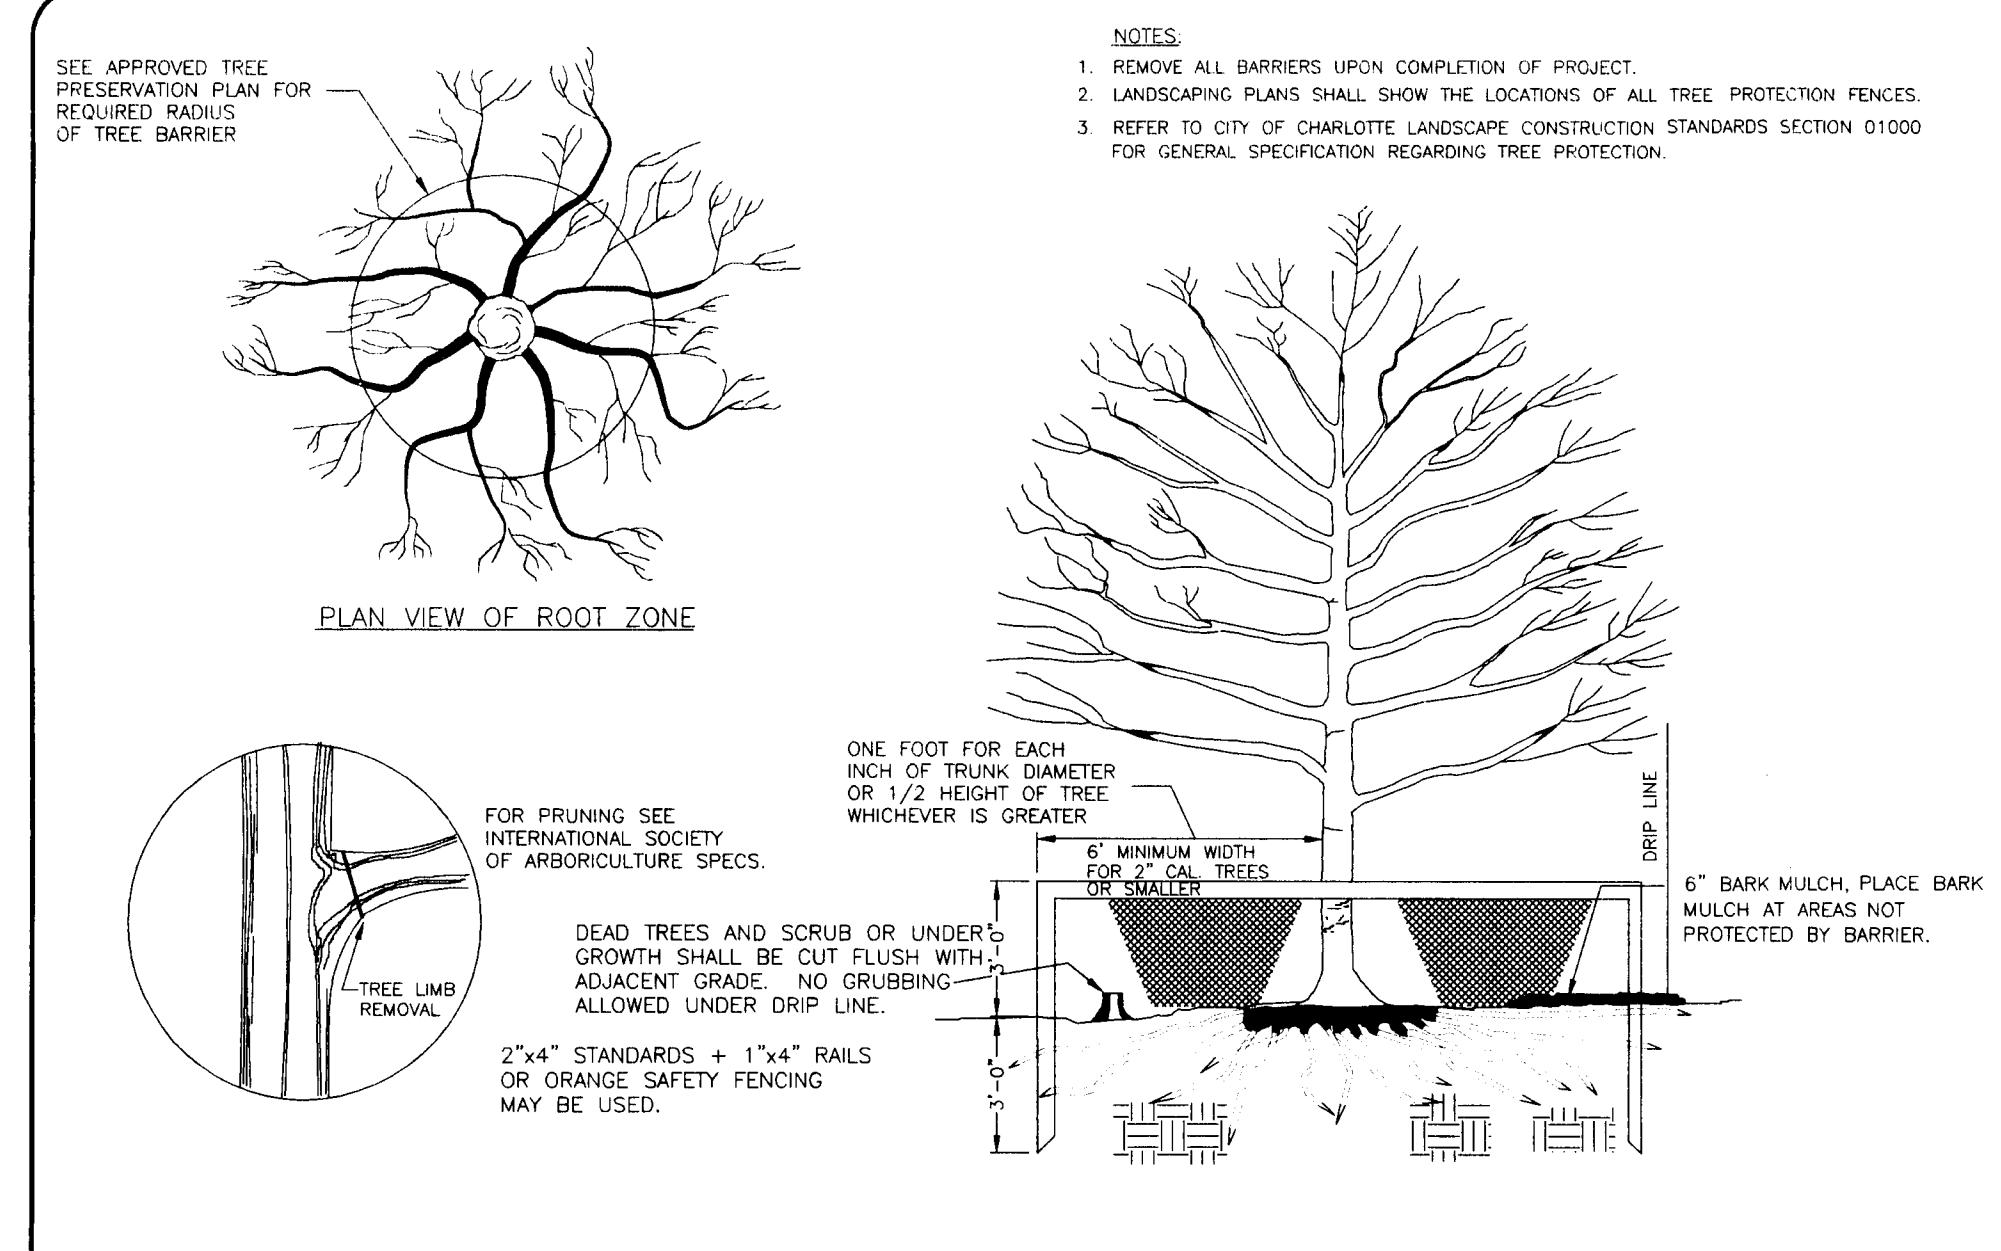 SEE APPROVED TREE
PRESERVATION PLAN FOR
REQUIRED RADIUS
OF TREE BARRIER
PLAN VIEW OF ROOT ZONE
NOTES:
1. REMOVE ALL BARRIERS UPON COMPLETION OF PROJECT.
2. LANDSCAPING PLANS SHALL SHOW THE LOCATIONS OF ALL TREE PROTECTION FENCES.
3. REFER TO CITY OF CHARLOTTE LANDSCAPE CONSTRUCTION STANDARDS SECTION 01000
FOR GENERAL SPECIFICATION REGARDING TREE PROTECTION.
FOR PRUNING SEE
INTERNATIONAL SOCIETY
OF ARBORICULTURE SPECS.
TREE LIMB
REMOVAL
ONE FOOT FOR EACH
INCH OF TRUNK DIAMETER
OR 1/2 HEIGHT OF TREE
WHICHEVER IS GREATER
6' MINIMUM WIDTH
FOR 2" CAL. TREES
OR SMALLER
DRIP LINE
6" BARK MULCH, PLACE BARK
MULCH AT AREAS NOT
PROTECTED BY BARRIER.
DEAD TREES AND SCRUB OR UNDER
GROWTH SHALL BE CUT FLUSH WITH
ADJACENT GRADE. NO GRUBBING
ALLOWED UNDER DRIP LINE.
3'-0"
3'-0"
2"x4" STANDARDS + 1"x4" RAILS
OR ORANGE SAFETY FENCING
MAY BE USED.